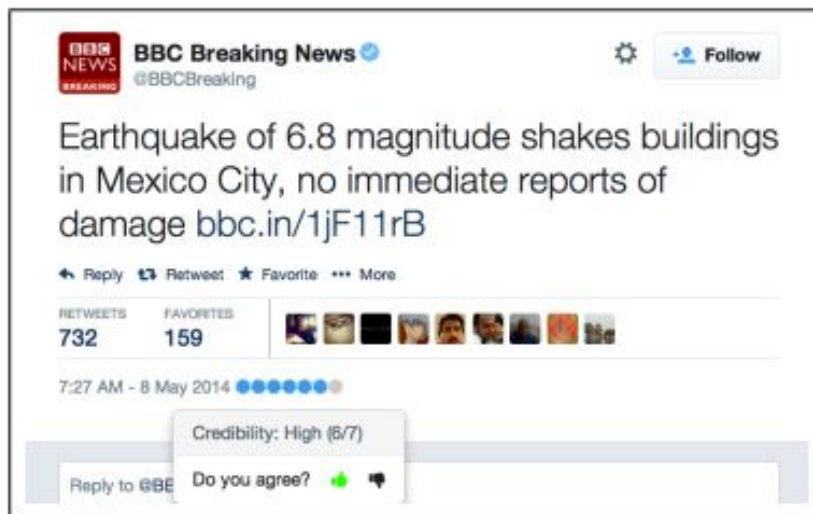 BBC
NEWS
BREAKING
BBC Breaking News
@BBCBreaking
Follow
Earthquake of 6.8 magnitude shakes buildings
in Mexico City, no immediate reports of
damage bbc.in/1jF11rB
Reply Retweet Favorite More
RETWEETS FAVORITES
732 159
7:27 AM - 8 May 2014
Credibility: High (6/7)
Do you agree?
Reply to @BE